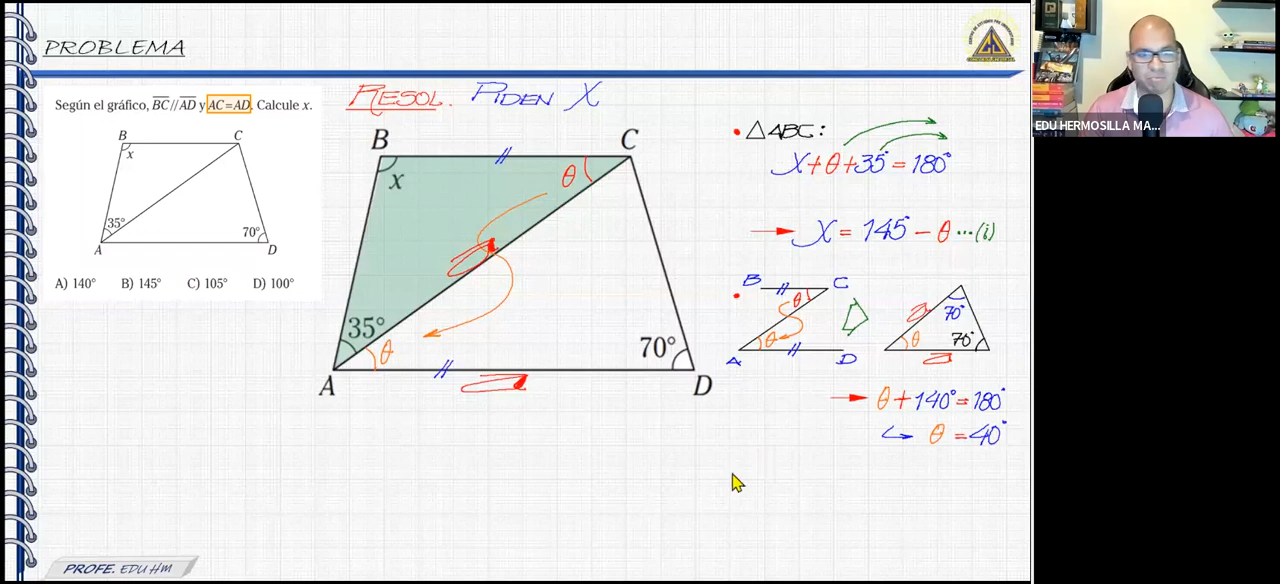 PROBLEMA
Según el gráfico, BC//AD y AC=AD. Calcule x.
B
C
x
35°
70°
A
D
A) 140°
B) 145°
C) 105°
D) 100°
RESOL. PIDEN X
B
C
x
θ
35°
θ
70°
A
D
• △ABC:
X+θ+35°=180°
X = 145° - θ ...(i)
B
C
θ
θ
A
D
70°
θ
70°
θ+140°=180°
θ =40°
PROFE. EDU HM
EDU HERMOSILLA MA...